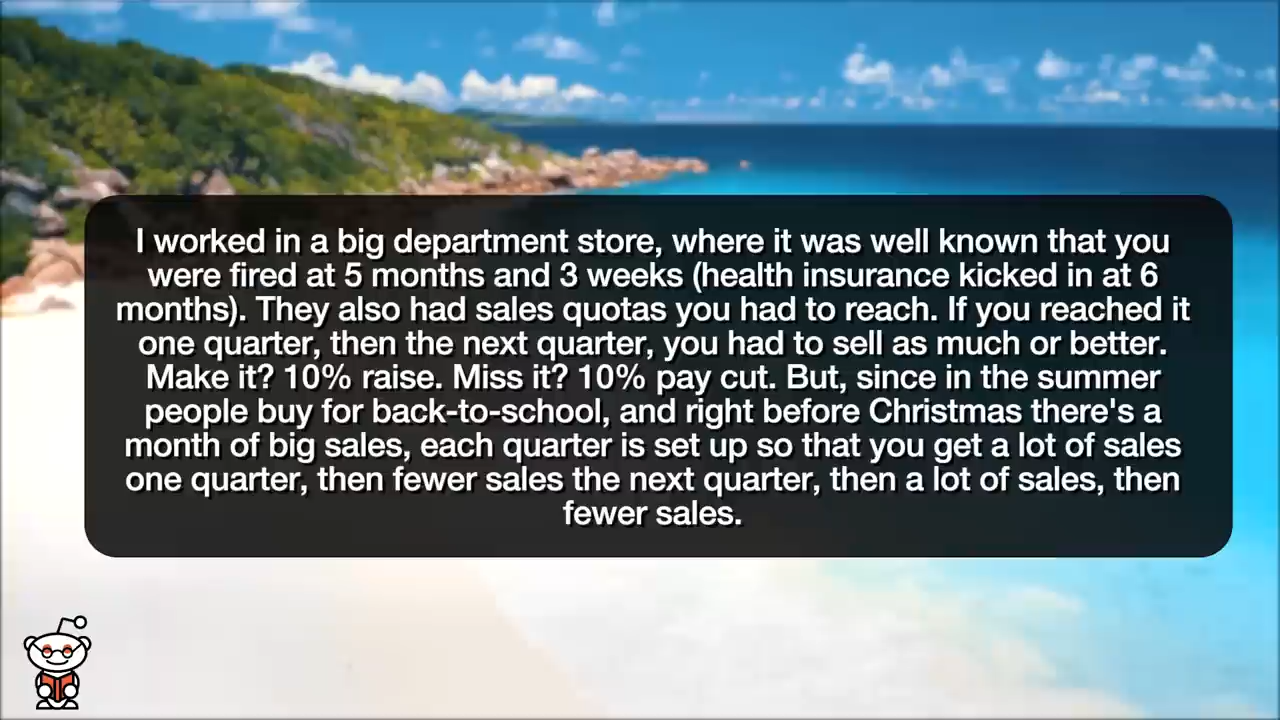 I worked in a big department store, where it was well known that you
were fired at 5 months and 3 weeks (health insurance kicked in at 6
months). They also had sales quotas you had to reach. If you reached it
one quarter, then the next quarter, you had to sell as much or better.
Make it? 10% raise. Miss it? 10% pay cut. But, since in the summer
people buy for back-to-school, and right before Christmas there's a
month of big sales, each quarter is set up so that you get a lot of sales
one quarter, then fewer sales the next quarter, then a lot of sales, then
fewer sales.